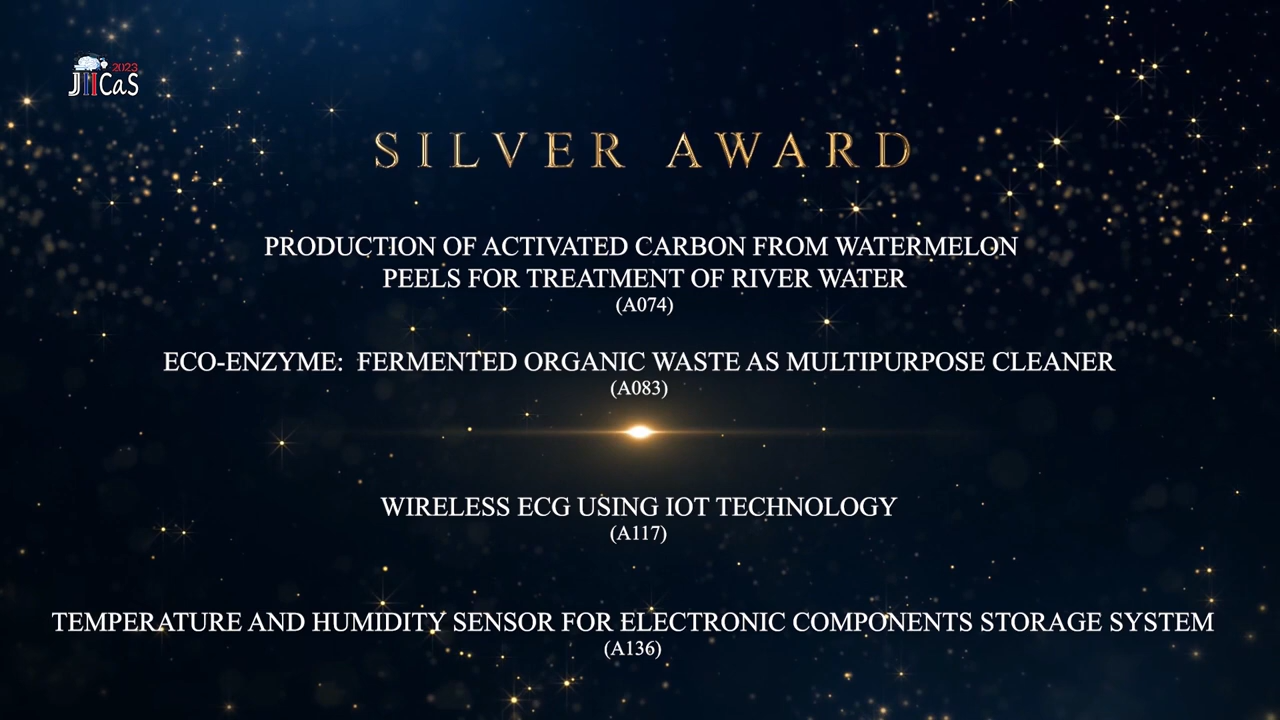 2023
JIICaS
SILVER AWARD
PRODUCTION OF ACTIVATED CARBON FROM WATERMELON
PEELS FOR TREATMENT OF RIVER WATER
(A074)
ECO-ENZYME: FERMENTED ORGANIC WASTE AS MULTIPURPOSE CLEANER
(A083)
WIRELESS ECG USING IOT TECHNOLOGY
(A117)
TEMPERATURE AND HUMIDITY SENSOR FOR ELECTRONIC COMPONENTS STORAGE SYSTEM
(A136)